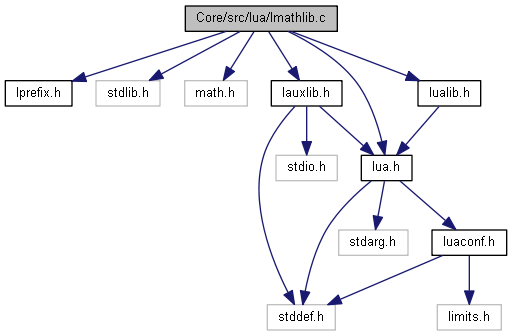 Core/src/lua/lmathlib.c
lprefix.h
stdlib.h
math.h
lauxlib.h
lualib.h
stdio.h
lua.h
stdarg.h
luaconf.h
stddef.h
limits.h